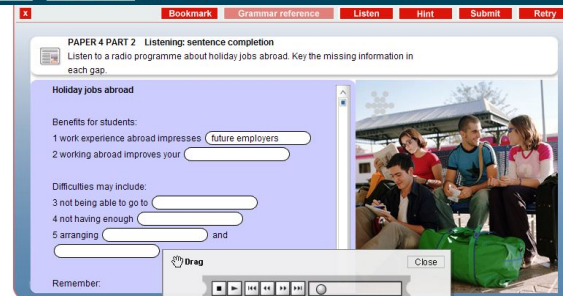 x Bookmark Grammar reference Listen Hint Submit Retry
PAPER 4 PART 2 Listening: sentence completion
Listen to a radio programme about holiday jobs abroad. Key the missing information in
each gap.
Holiday jobs abroad
Benefits for students:
1 work experience abroad impresses future employers
2 working abroad improves your
Difficulties may include:
3 not being able to go to
4 not having enough
5 arranging and
Drag Close
Remember: